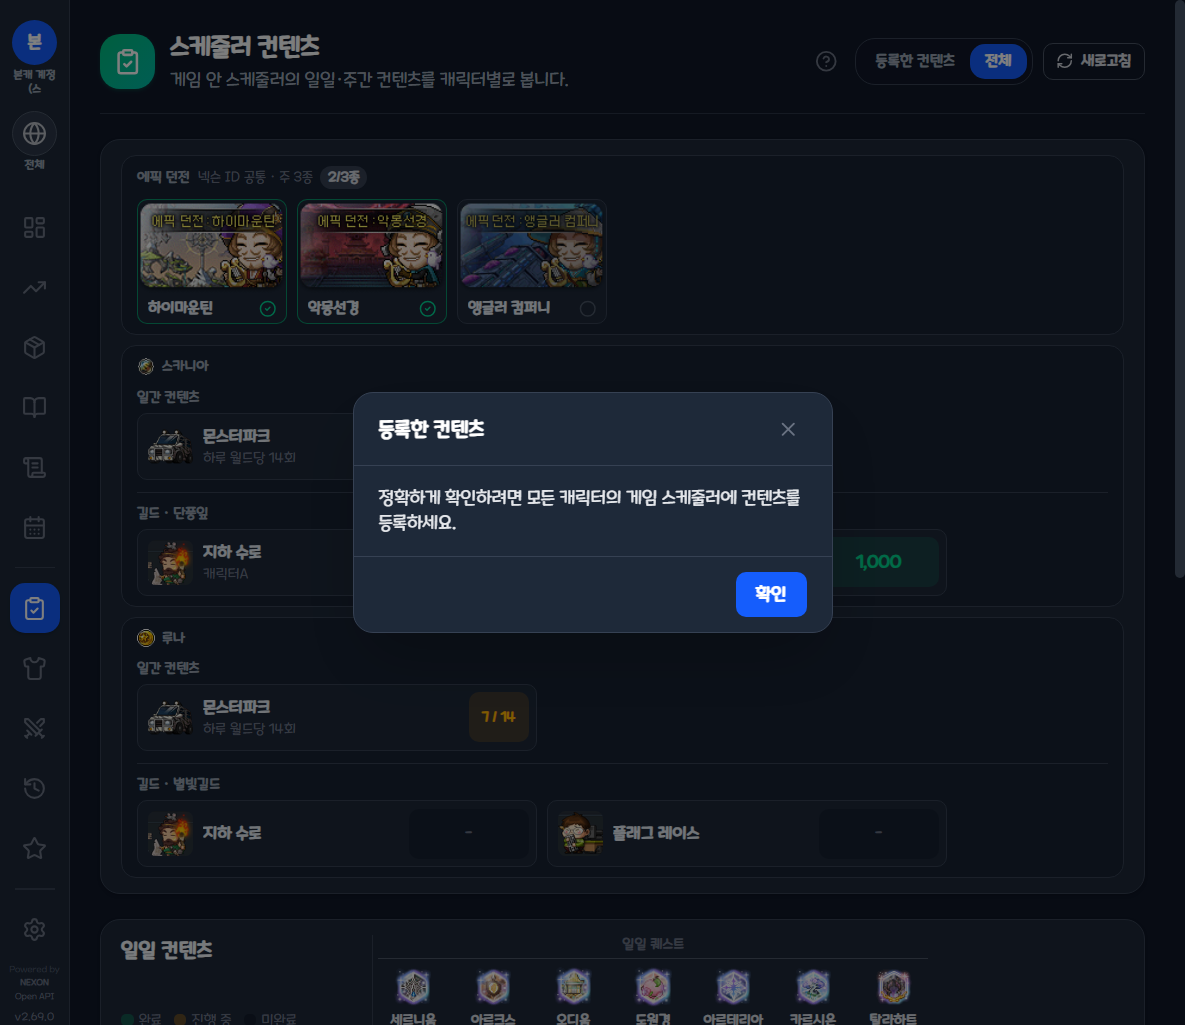 본
본캐 계정
(스
전체
스케줄러 컨텐츠
게임 안 스케줄러의 일일·주간 컨텐츠를 캐릭터별로 봅니다.
등록한 컨텐츠
전체
새로고침
에픽 던전 넥슨 ID 공통 · 주 3종 2/3종
에픽 던전 : 하이마운틴
에픽 던전 : 악몽선경
에픽 던전 : 앵글러 컴퍼니
하이마운틴
악몽선경
앵글러 컴퍼니
스카니아
일간 컨텐츠
몬스터파크
하루 월드당 14회
길드 · 단풍잎
지하 수로
캐릭터A
1,000
등록한 컨텐츠
정확하게 확인하려면 모든 캐릭터의 게임 스케줄러에 컨텐츠를
등록하세요.
확인
루나
일간 컨텐츠
몬스터파크
하루 월드당 14회
7 / 14
길드 · 별빛길드
지하 수로
-
플래그 레이스
-
일일 컨텐츠
완료
진행 중
미완료
일일 퀘스트
세르니움
아르크스
오디움
도원경
아르테리아
카르시온
탈라하트
Powered by
NEXON
Open API
v2.69.0